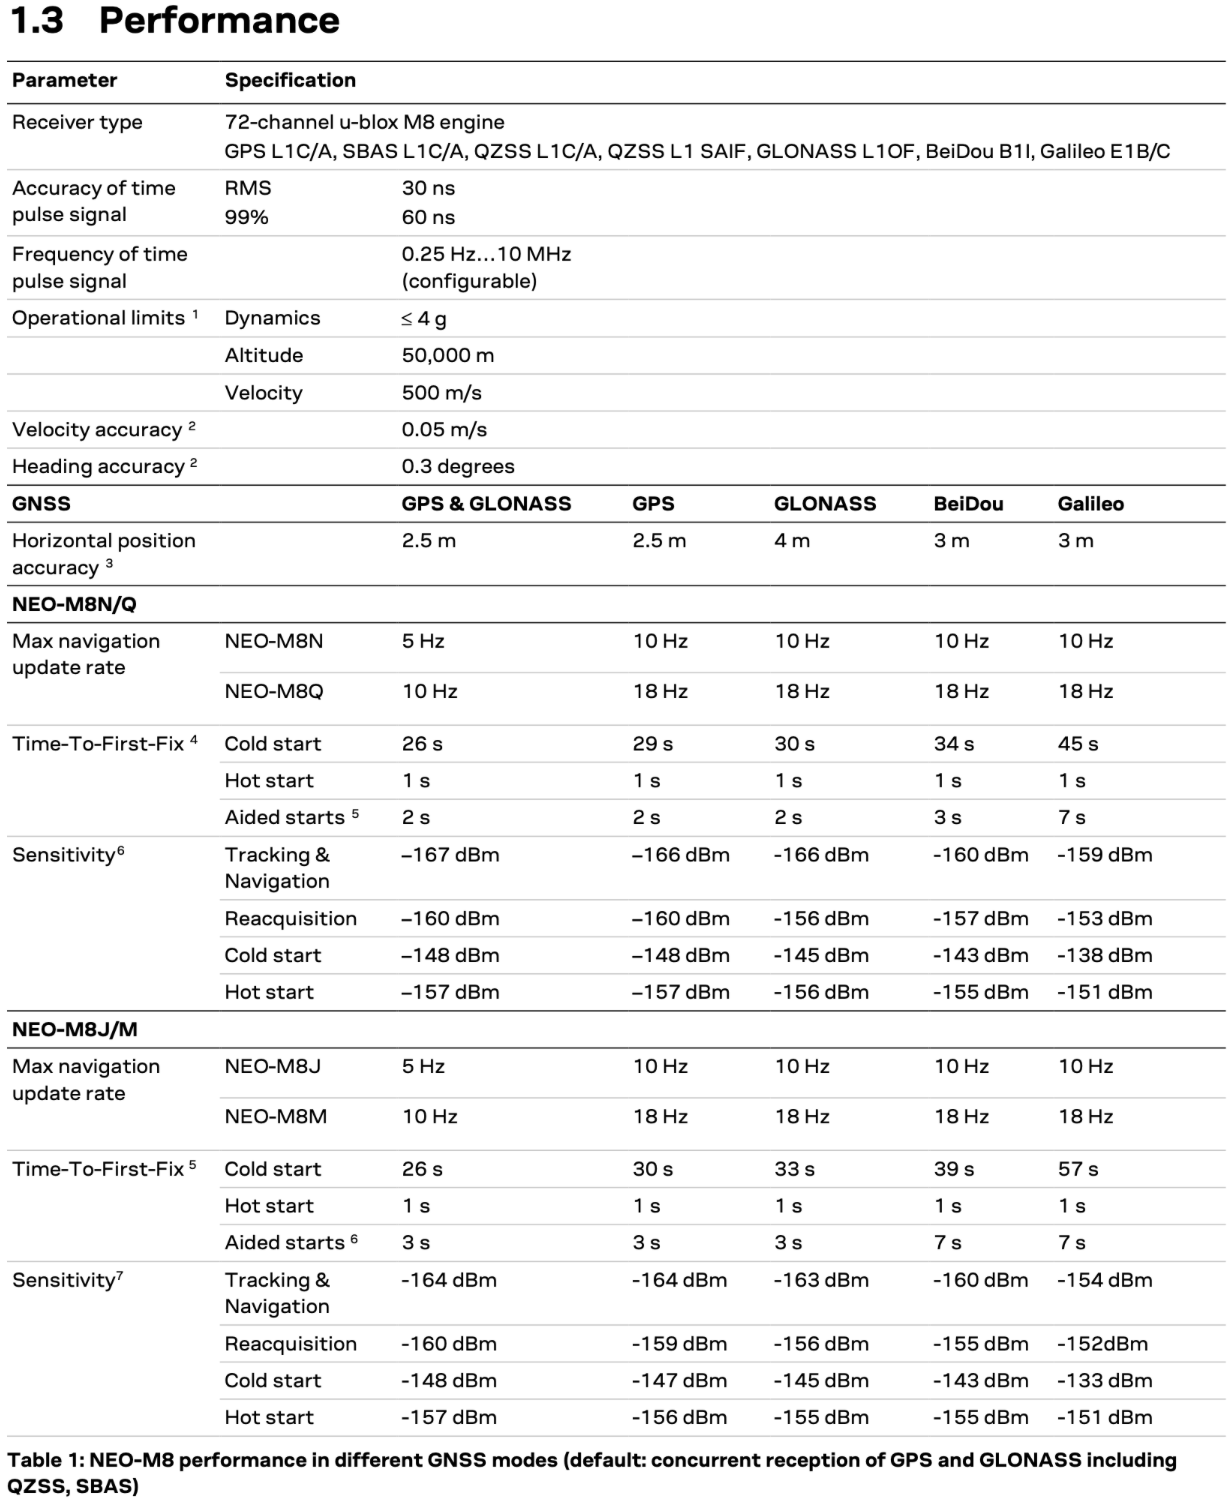 1.3 Performance
Parameter Specification
Receiver type 72-channel u-blox M8 engine
GPS L1C/A, SBAS L1C/A, QZSS L1C/A, QZSS L1 SAIF, GLONASS L1OF, BeiDou B1I, Galileo E1B/C
Accuracy of time RMS 30 ns
pulse signal 99% 60 ns
Frequency of time 0.25 Hz…10 MHz
pulse signal (configurable)
Operational limits 1 Dynamics ≤ 4 g
Altitude 50,000 m
Velocity 500 m/s
Velocity accuracy 2 0.05 m/s
Heading accuracy 2 0.3 degrees
GNSS GPS & GLONASS GPS GLONASS BeiDou Galileo
Horizontal position 2.5 m 2.5 m 4 m 3 m 3 m
accuracy 3
NEO-M8N/Q
Max navigation NEO-M8N 5 Hz 10 Hz 10 Hz 10 Hz 10 Hz
update rate
NEO-M8Q 10 Hz 18 Hz 18 Hz 18 Hz 18 Hz
Time-To-First-Fix 4 Cold start 26 s 29 s 30 s 34 s 45 s
Hot start 1 s 1 s 1 s 1 s 1 s
Aided starts 5 2 s 2 s 2 s 3 s 7 s
Sensitivity6 Tracking & –167 dBm –166 dBm -166 dBm -160 dBm -159 dBm
Navigation
Reacquisition –160 dBm –160 dBm -156 dBm -157 dBm -153 dBm
Cold start –148 dBm –148 dBm -145 dBm -143 dBm -138 dBm
Hot start –157 dBm –157 dBm -156 dBm -155 dBm -151 dBm
NEO-M8J/M
Max navigation NEO-M8J 5 Hz 10 Hz 10 Hz 10 Hz 10 Hz
update rate
NEO-M8M 10 Hz 18 Hz 18 Hz 18 Hz 18 Hz
Time-To-First-Fix 5 Cold start 26 s 30 s 33 s 39 s 57 s
Hot start 1 s 1 s 1 s 1 s 1 s
Aided starts 6 3 s 3 s 3 s 7 s 7 s
Sensitivity7 Tracking & -164 dBm -164 dBm -163 dBm -160 dBm -154 dBm
Navigation
Reacquisition -160 dBm -159 dBm -156 dBm -155 dBm -152dBm
Cold start -148 dBm -147 dBm -145 dBm -143 dBm -133 dBm
Hot start -157 dBm -156 dBm -155 dBm -155 dBm -151 dBm
Table 1: NEO-M8 performance in different GNSS modes (default: concurrent reception of GPS and GLONASS including
QZSS, SBAS)